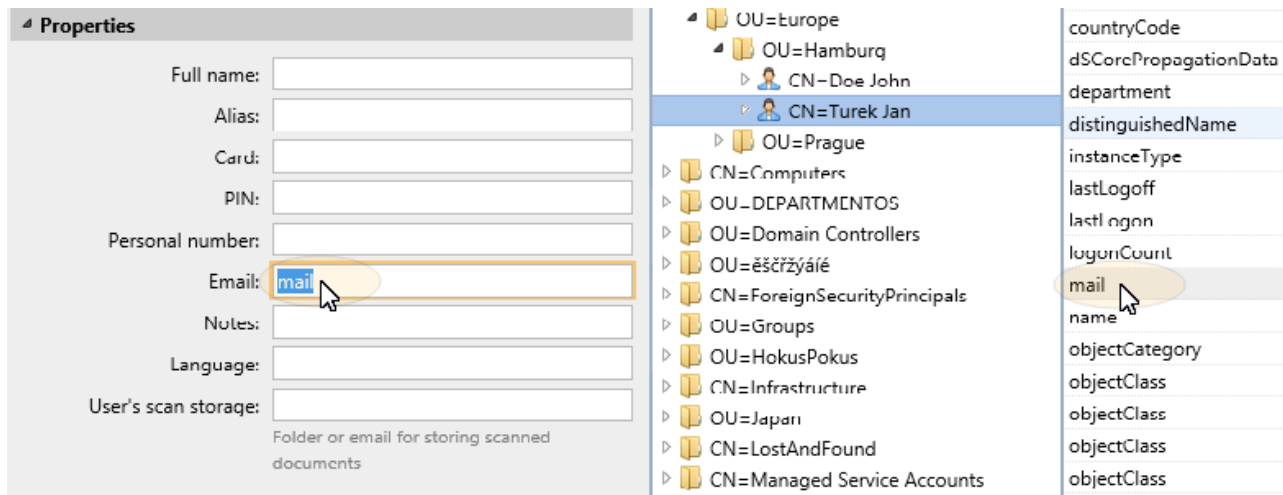 Properties
Full name:
Alias:
Card:
PIN:
Personal number:
Email: mail
Notes:
Language:
User's scan storage:
Folder or email for storing scanned
documents
OU=Europe
OU=Hamburg
CN=Doe John
CN=Turek Jan
OU=Prague
CN=Computers
OU=DEPARTMENTOS
OU=Domain Controllers
OU=ěščřžýáíé
CN=ForeignSecurityPrincipals
OU=Groups
OU=HokusPokus
CN=Infrastructure
OU=Japan
CN=LostAndFound
CN=Managed Service Accounts
countryCode
dSCorePropagationData
department
distinguishedName
instanceType
lastLogoff
lastLogon
logonCount
mail
name
objectCategory
objectClass
objectClass
objectClass
objectClass